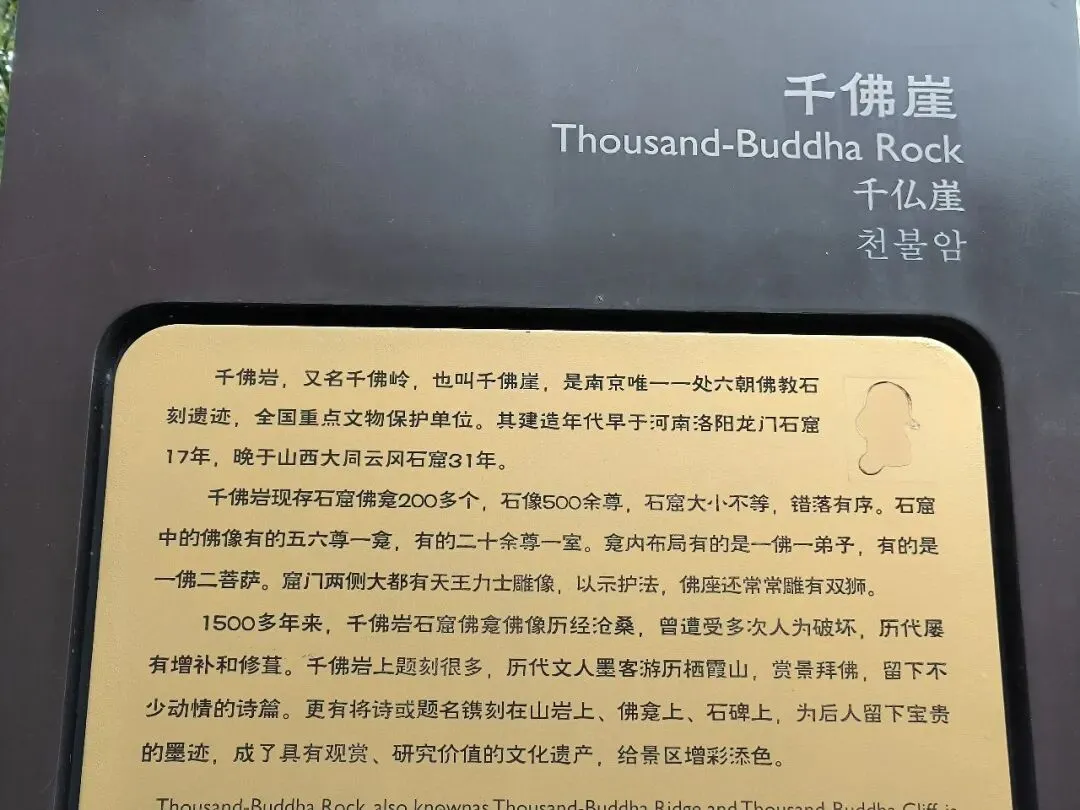 千佛崖
Thousand-Buddha Rock
千仏崖
천불암
千佛岩，又名千佛岭，也叫千佛崖，是南京唯一一处六朝佛教石
刻遗迹，全国重点文物保护单位。其建造年代早于河南洛阳龙门石窟
17年，晚于山西大同云冈石窟31年。
千佛岩现存石窟佛龛200多个，石像500余尊，石窟大小不等，错落有序。石窟
中的佛像有的五六尊一龛，有的二十余尊一室。龛内布局有的是一佛一弟子，有的是
一佛二菩萨。窟门两侧大都有天王力士雕像，以示护法，佛座还常常雕有双狮。
1500多年来，千佛岩石窟佛龛佛像历经沧桑，曾遭受多次人为破坏，历代屡
有增补和修葺。千佛岩上题刻很多，历代文人墨客游历栖霞山，赏景拜佛，留下不
少动情的诗篇。更有将诗或题名镌刻在山岩上、佛龛上、石碑上，为后人留下宝贵
的墨迹，成了具有观赏、研究价值的文化遗产，给景区增彩添色。
Thousand-Buddha Rock, also knownas Thousand-Buddha Ridge and Thousand-Buddha Cliff, is